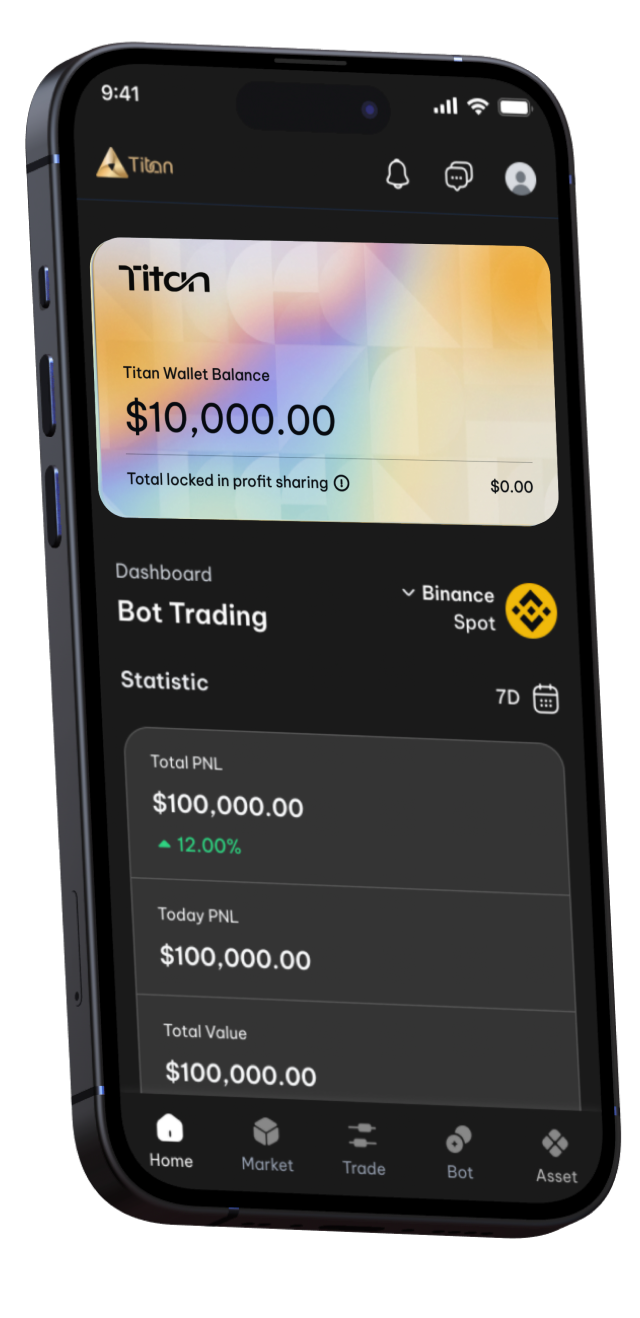 9:41
Titan
Titan
Titan Wallet Balance
$10,000.00
Total locked in profit sharing $0.00
Dashboard
Bot Trading
Binance
Spot
Statistic
7D
Total PNL
$100,000.00
12.00%
Today PNL
$100,000.00
Total Value
$100,000.00
Home Market Trade Bot Asset